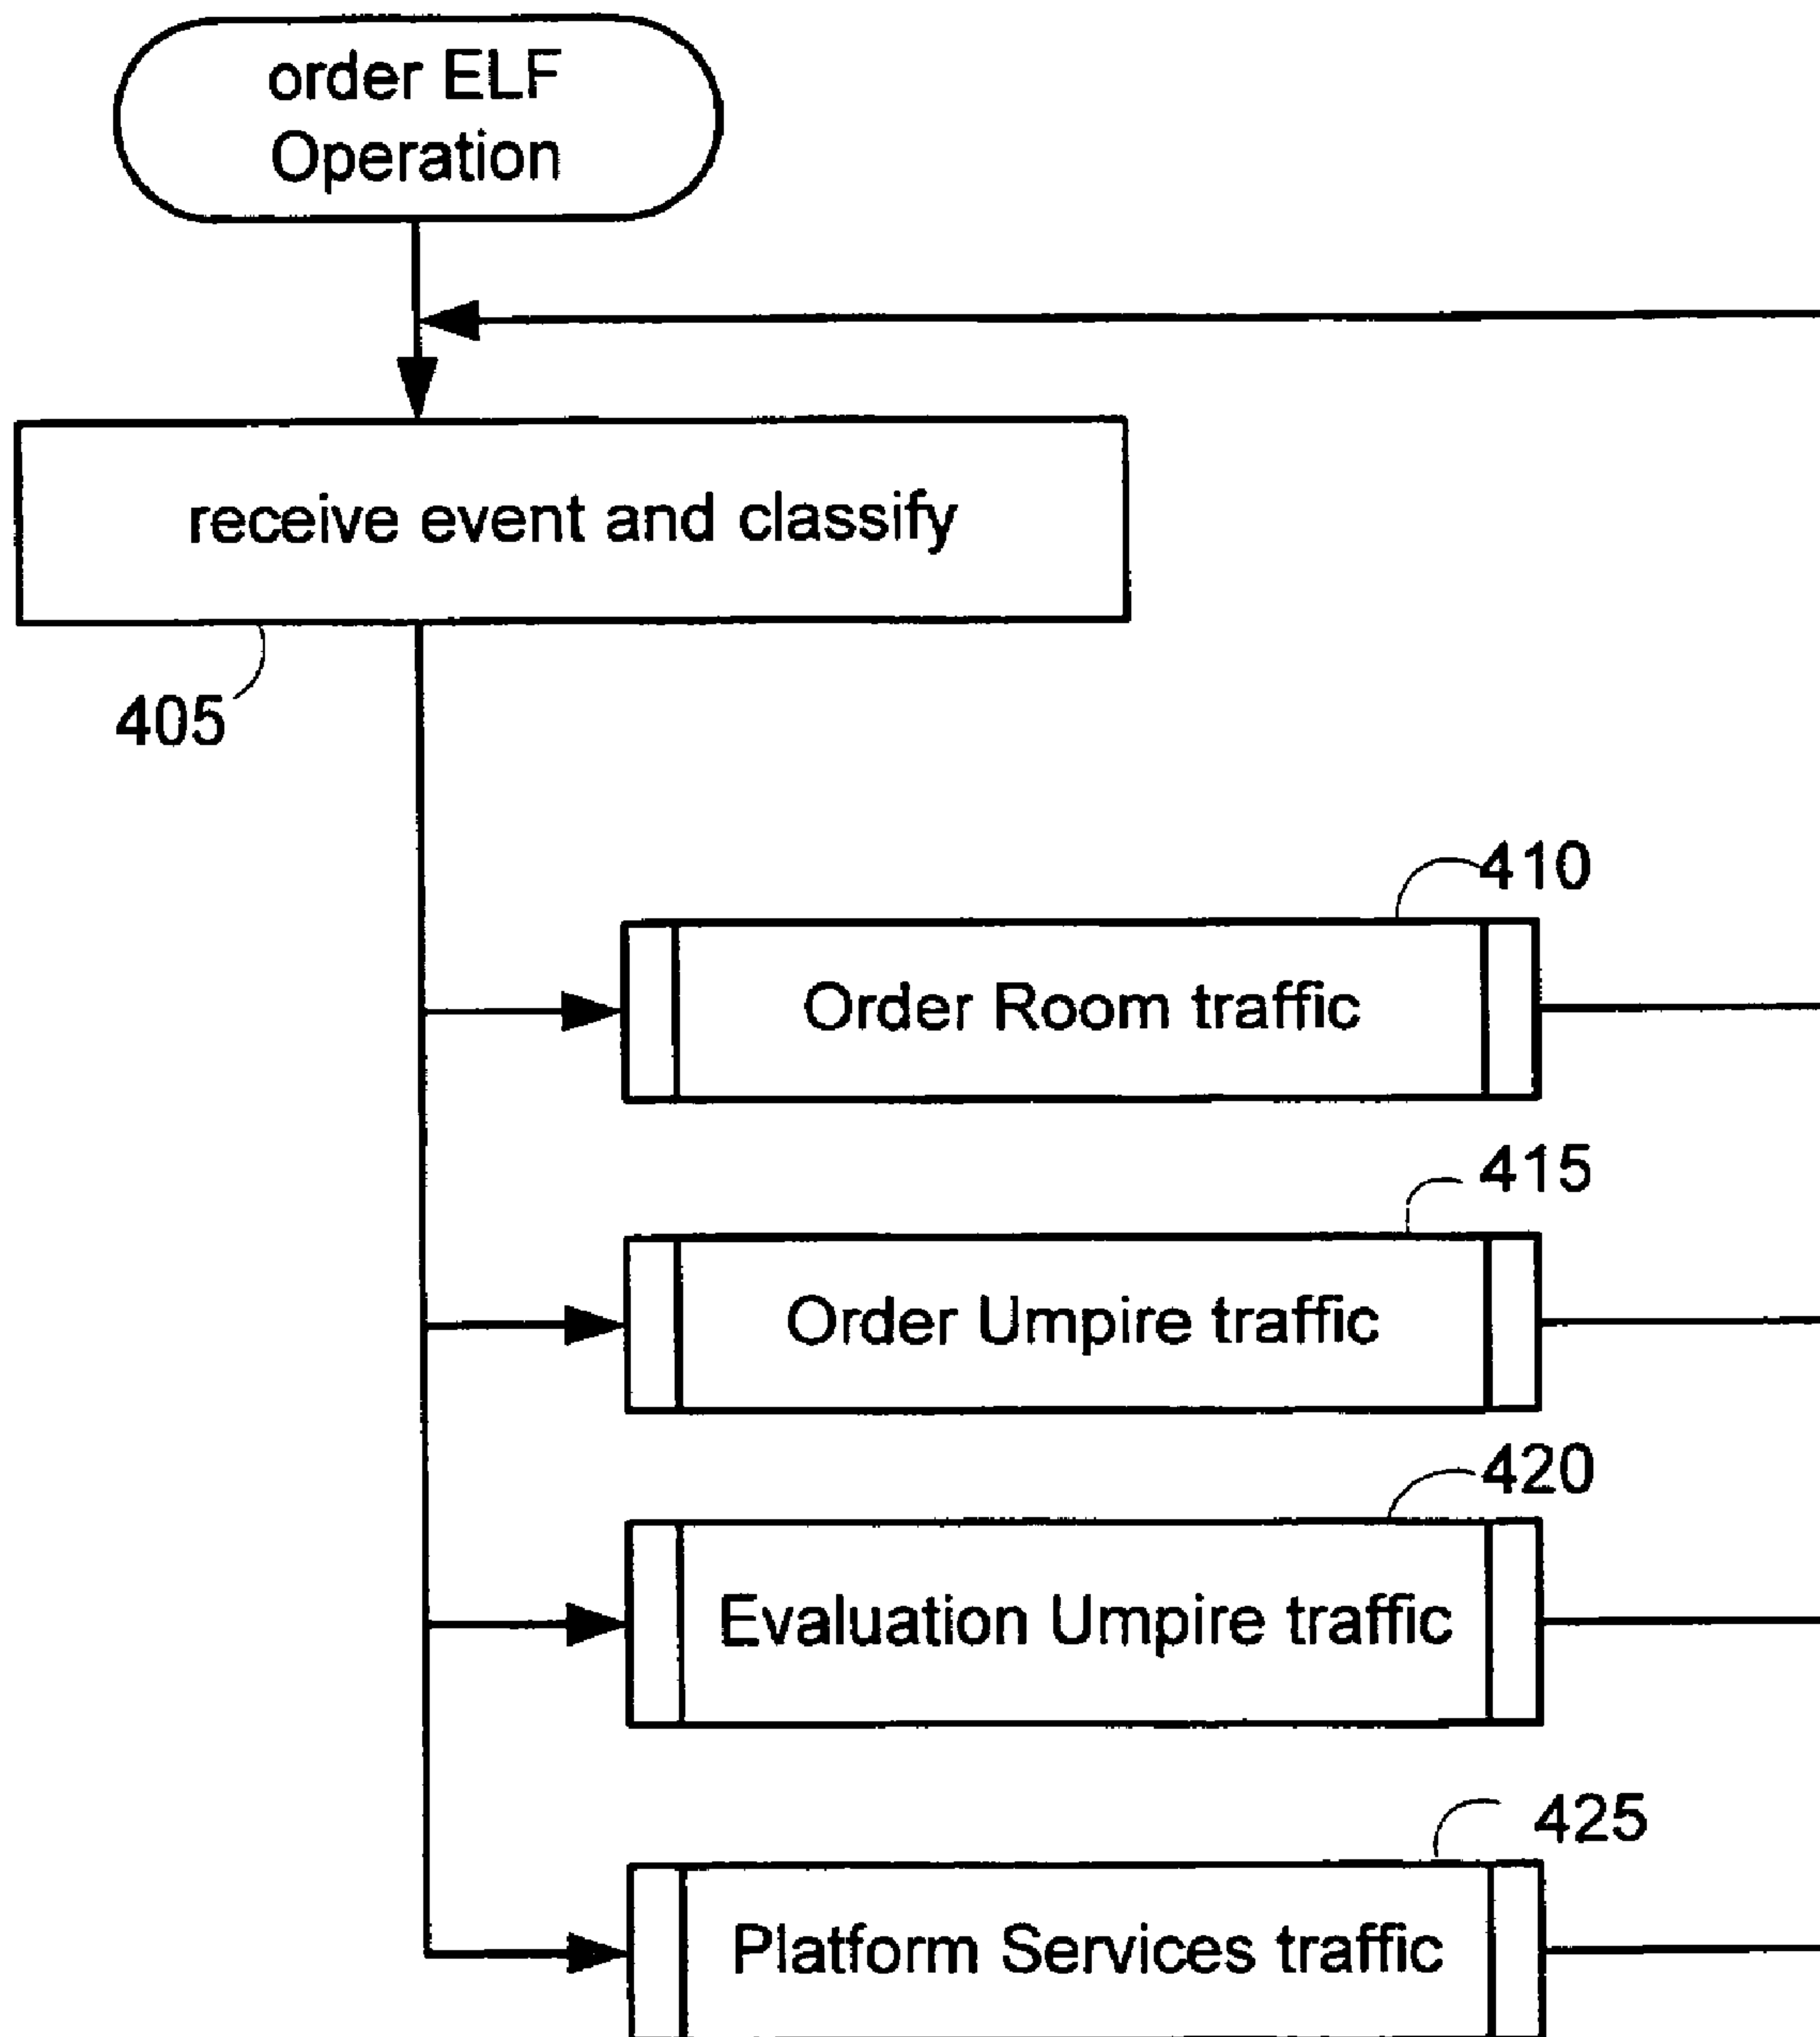 order ELF
Operation
receive event and classify
405
410
Order Room traffic
415
Order Umpire traffic
420
Evaluation Umpire traffic
425
Platform Services traffic